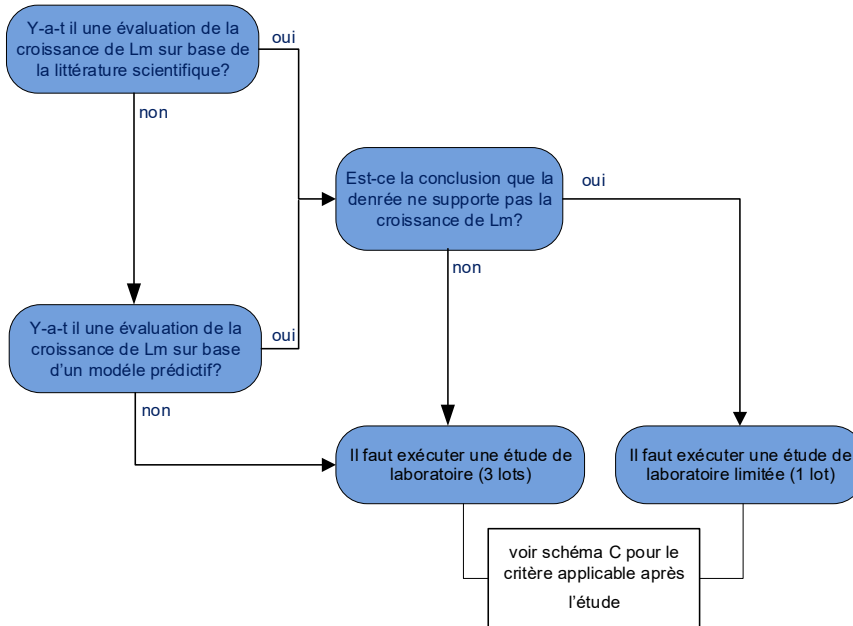 Y-a-t il une évaluation de la
croissance de Lm sur base de
la littérature scientifique?
oui
non
Est-ce la conclusion que la
denrée ne supporte pas la
croissance de Lm?
oui
non
Y-a-t il une évaluation de la
croissance de Lm sur base
d'un modéle prédictif?
oui
non
Il faut exécuter une étude de
laboratoire (3 lots)
Il faut exécuter une étude de
laboratoire limitée (1 lot)
voir schéma C pour le
critère applicable après
l'étude